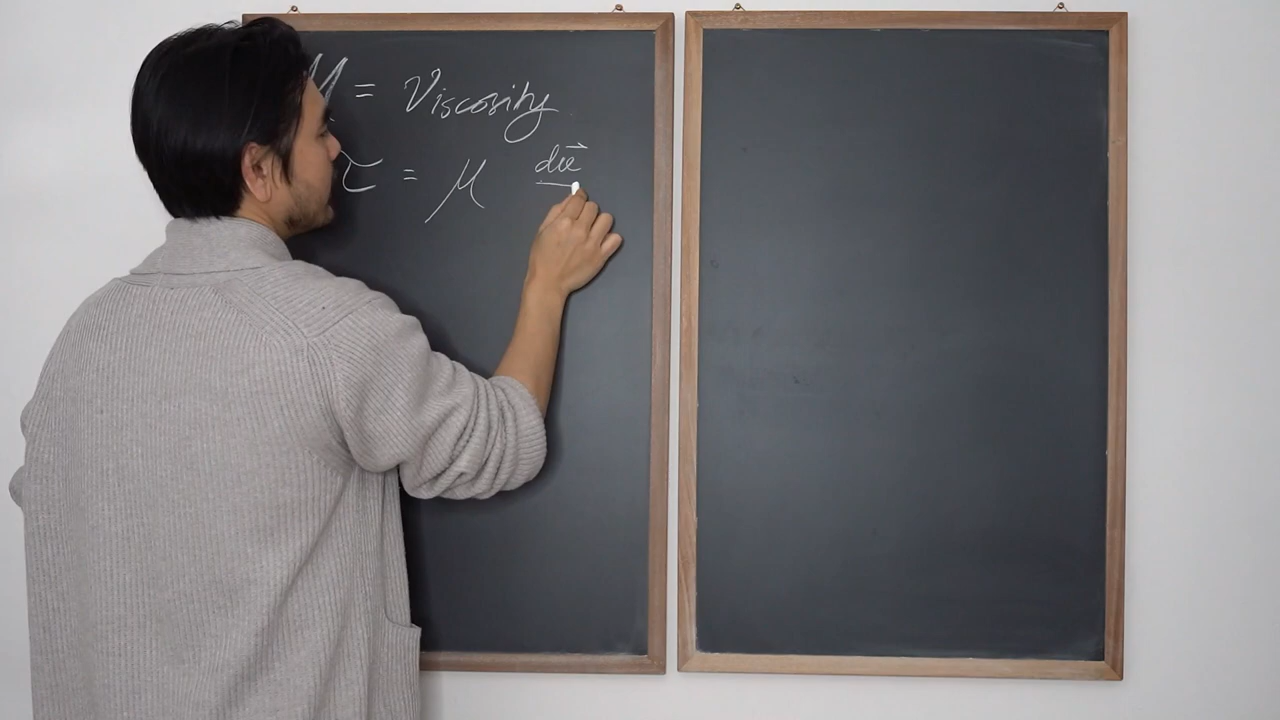 μ = Viscosity
τ = μ du⃗